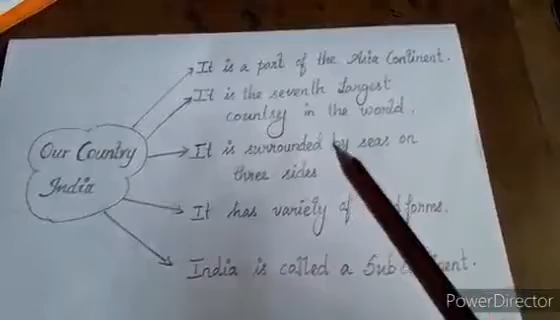 It is a part of the Asia Continent.
It is the seventh largest
country in the world.
Our Country
India
It is surrounded by seas on
three sides
It has variety of forms.
India is called a Sub
PowerDirector